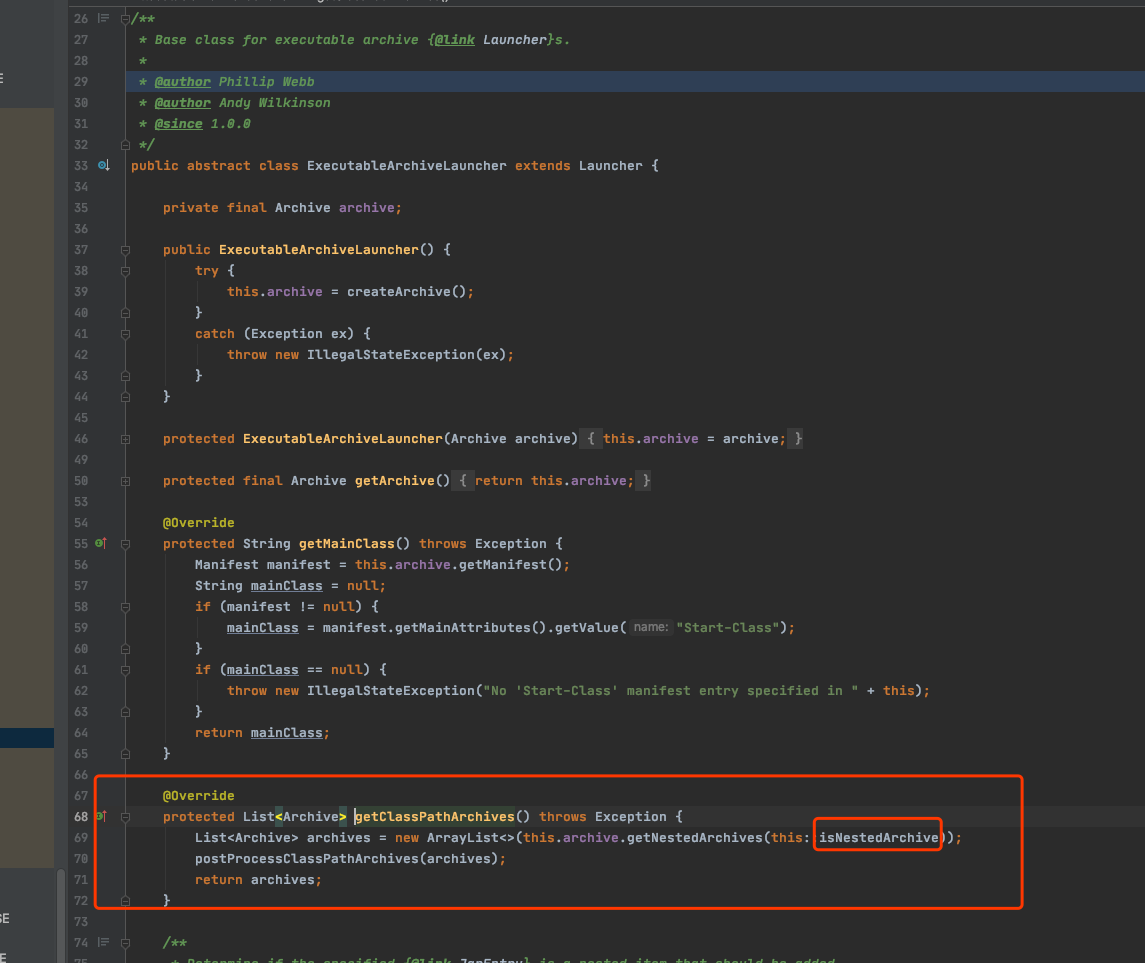 26 /**
27 * Base class for executable archive {@link Launcher}s.
28 *
29 * @author Phillip Webb
30 * @author Andy Wilkinson
31 * @since 1.0.0
32 */
33 public abstract class ExecutableArchiveLauncher extends Launcher {
34
35 private final Archive archive;
36
37 public ExecutableArchiveLauncher() {
38 try {
39 this.archive = createArchive();
40 }
41 catch (Exception ex) {
42 throw new IllegalStateException(ex);
43 }
44 }
45
46 protected ExecutableArchiveLauncher(Archive archive) { this.archive = archive; }
49
50 protected final Archive getArchive() { return this.archive; }
53
54 @Override
55 protected String getMainClass() throws Exception {
56 Manifest manifest = this.archive.getManifest();
57 String mainClass = null;
58 if (manifest != null) {
59 mainClass = manifest.getMainAttributes().getValue( name: "Start-Class");
60 }
61 if (mainClass == null) {
62 throw new IllegalStateException("No 'Start-Class' manifest entry specified in " + this);
63 }
64 return mainClass;
65 }
66
67 @Override
68 protected List<Archive> getClassPathArchives() throws Exception {
69 List<Archive> archives = new ArrayList<>(this.archive.getNestedArchives(this::isNestedArchive));
70 postProcessClassPathArchives(archives);
71 return archives;
72 }
73
74 /**